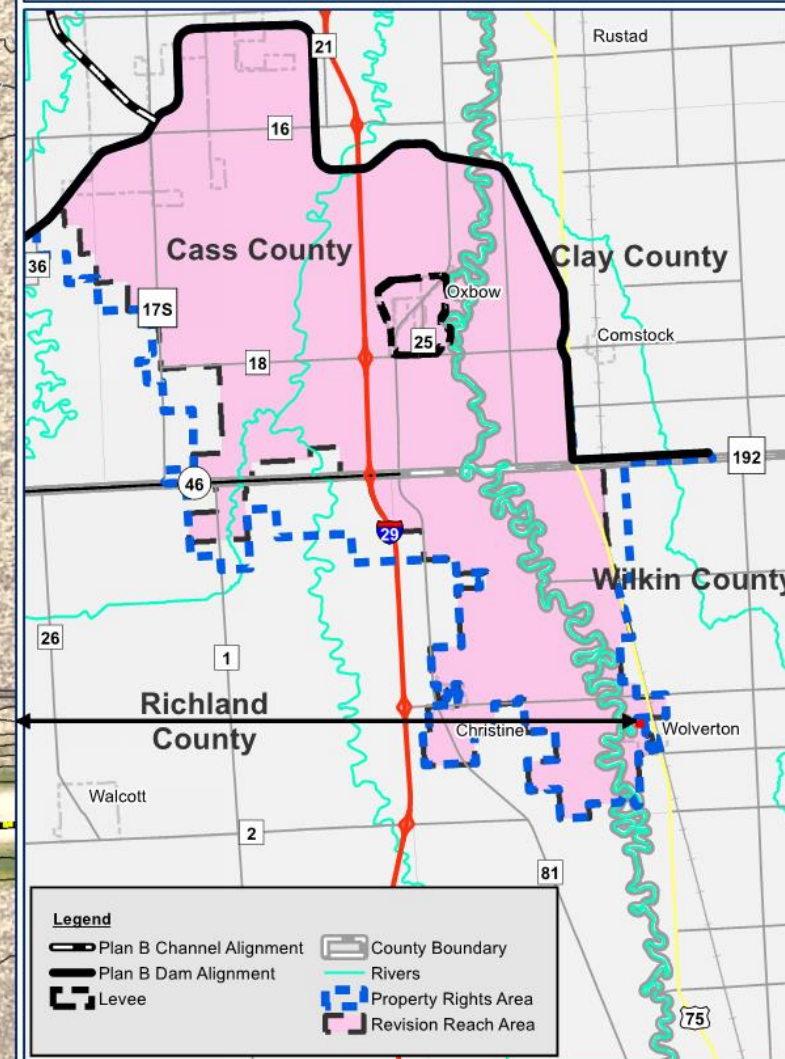 Rustad
21
16
Cass County
Clay County
36
Oxbow
17S
Comstock
25
18
192
46
29
Wilkin County
26
1
Richland
County
Christine
Wolverton
Walcott
2
81
Legend
Plan B Channel Alignment
Plan B Dam Alignment
Levee
County Boundary
Rivers
Property Rights Area
Revision Reach Area
75